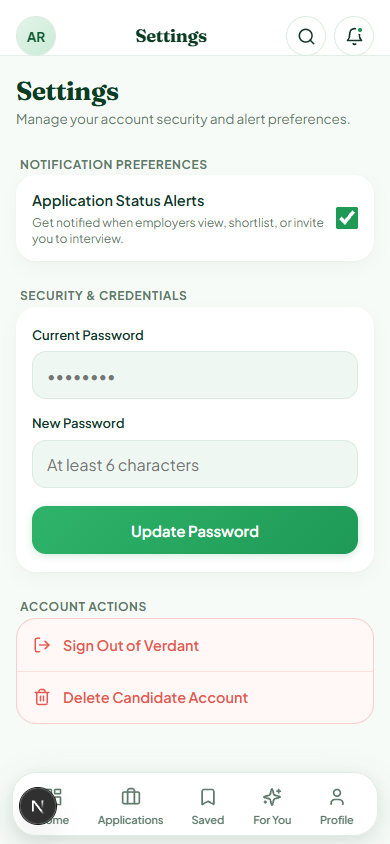 AR
Settings
Settings
Manage your account security and alert preferences.
NOTIFICATION PREFERENCES
Application Status Alerts
Get notified when employers view, shortlist, or invite
you to interview.
SECURITY & CREDENTIALS
Current Password
••••••••
New Password
At least 6 characters
Update Password
ACCOUNT ACTIONS
Sign Out of Verdant
Delete Candidate Account
N
Applications
Saved
For You
Profile